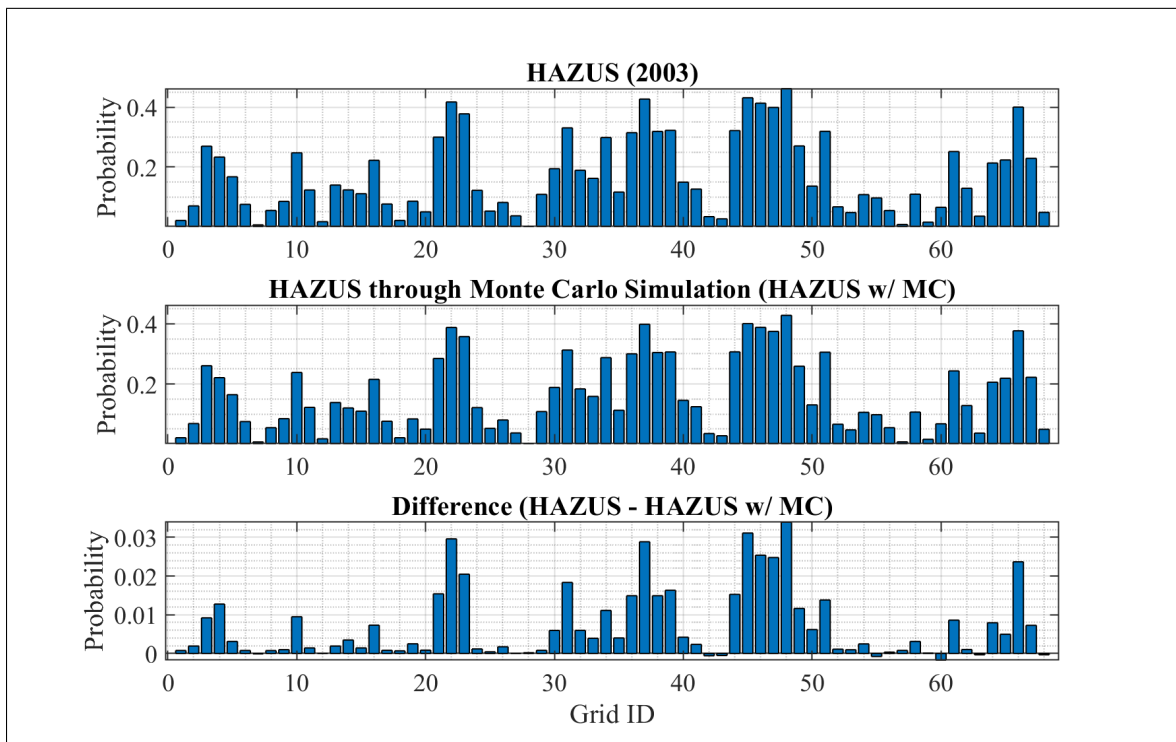 HAZUS (2003)
Probability
0.4
0.2
0 10 20 30 40 50 60
HAZUS through Monte Carlo Simulation (HAZUS w/ MC)
Probability
0.4
0.2
0 10 20 30 40 50 60
Difference (HAZUS - HAZUS w/ MC)
Probability
0.03
0.02
0.01
0
0 10 20 30 40 50 60
Grid ID